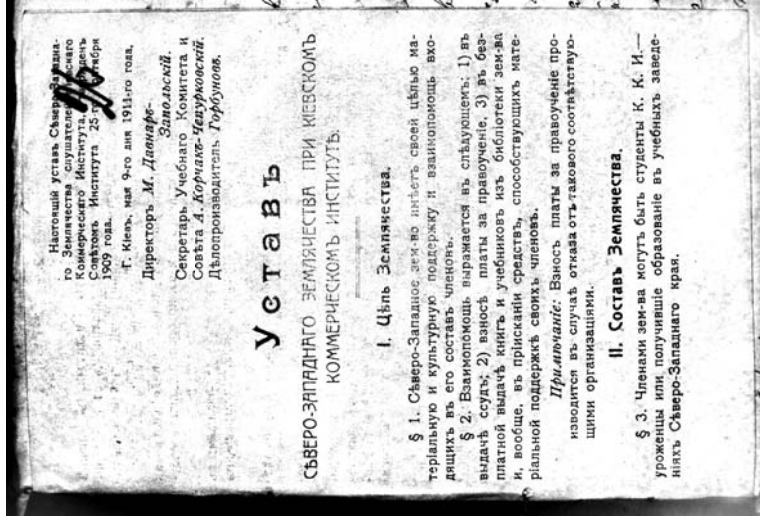 Настоящій уставъ Сѣверо-Западна-
го Землячества слушателей Кіевскаго
Коммерческаго Института,
Совѣтомъ Института 25-го
1909 года.
Г. Кіевъ, мая 9-го дня 1911-го года.
Директоръ М. Давнаръ-
Запольскій.
Секретарь Учебнаго Комитета и
Совѣта А. Корчакъ-Чепурковскій.
Дѣлопроизводитель Горбуновъ.
Уставъ
СѢВЕРО-ЗАПАДНАГО ЗЕМЛЯЧЕСТВА ПРИ КІЕВСКОМЪ
КОММЕРЧЕСКОМЪ ИНСТИТУТѢ.
I. Цѣль Землячества.
§ 1. Сѣверо-Западное зем-во имѣетъ своей цѣлью ма-
теріальную и культурную поддержку и взаимопомощь вхо-
дящихъ въ его составъ членовъ.
§ 2. Взаимопомощь выражается въ слѣдующемъ: 1) въ
выдачѣ ссудъ; 2) взносѣ платы за правоученіе, 3) въ без-
платной выдачѣ книгъ и учебниковъ изъ библіотеки зем-ва
и, вообще, въ пріисканіи средствъ, способствующихъ мате-
ріальной поддержкѣ своихъ членовъ.
Примѣчаніе: Взносъ платы за правоученіе про-
изводится въ случаѣ отказа отъ такового соотвѣтствую-
щими организаціями.
II. Составъ Землячества.
§ 3. Членами зем-ва могутъ быть студенты К. К. И.—
уроженцы или получившіе образованіе въ учебныхъ заведе-
ніяхъ Сѣверо-Западнаго края.